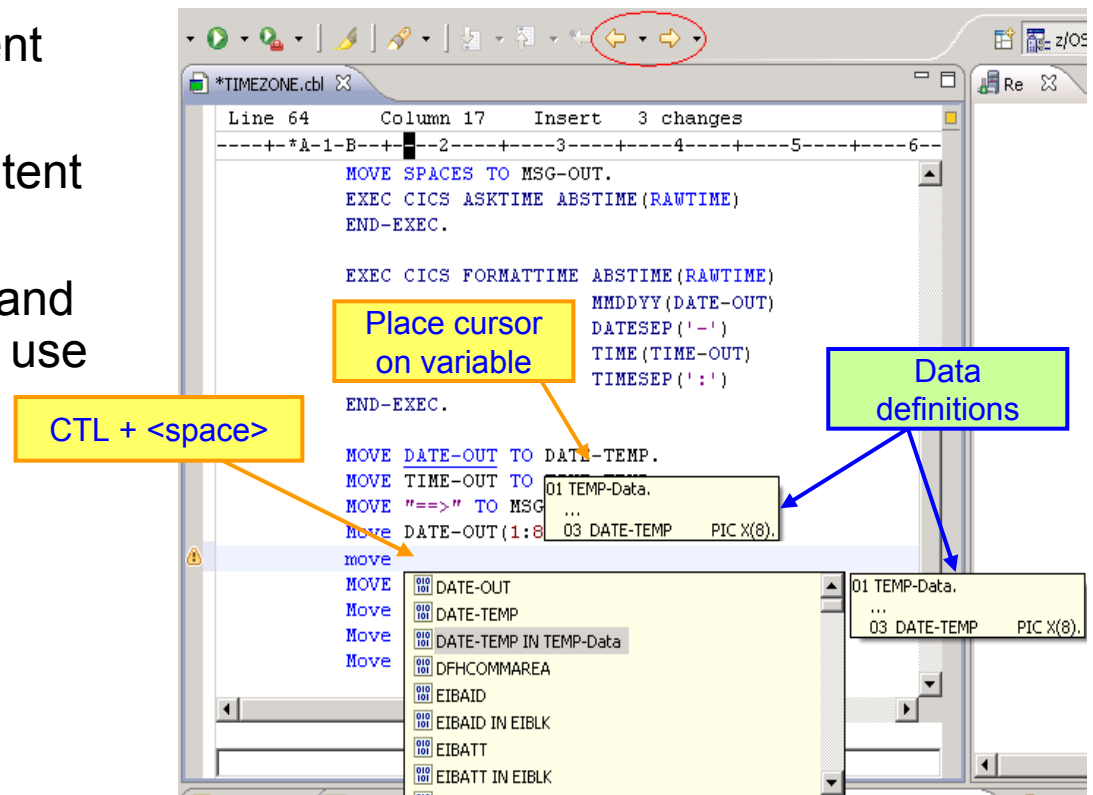 ent
tent
and
use
z/OS
*TIMEZONE.cbl
Re
Line 64 Column 17 Insert 3 changes
----+-*A-1-B--+----2----+----3----+----4----+----5----+----6--
MOVE SPACES TO MSG-OUT.
EXEC CICS ASKTIME ABSTIME(RAWTIME)
END-EXEC.
EXEC CICS FORMATTIME ABSTIME(RAWTIME)
MMDDYY(DATE-OUT)
DATESEP('-')
TIME(TIME-OUT)
TIMESEP(':')
END-EXEC.
Place cursor
on variable
Data
definitions
CTL + <space>
MOVE DATE-OUT TO DATE-TEMP.
MOVE TIME-OUT TO
MOVE "==>" TO MSG
Move DATE-OUT(1:8
move
MOVE
Move
Move
Move
01 TEMP-Data.
...
03 DATE-TEMP PIC X(8).
DATE-OUT
DATE-TEMP
DATE-TEMP IN TEMP-Data
DFHCOMMAREA
EIBAID
EIBAID IN EIBLK
EIBATT
EIBATT IN EIBLK
01 TEMP-Data.
...
03 DATE-TEMP PIC X(8).